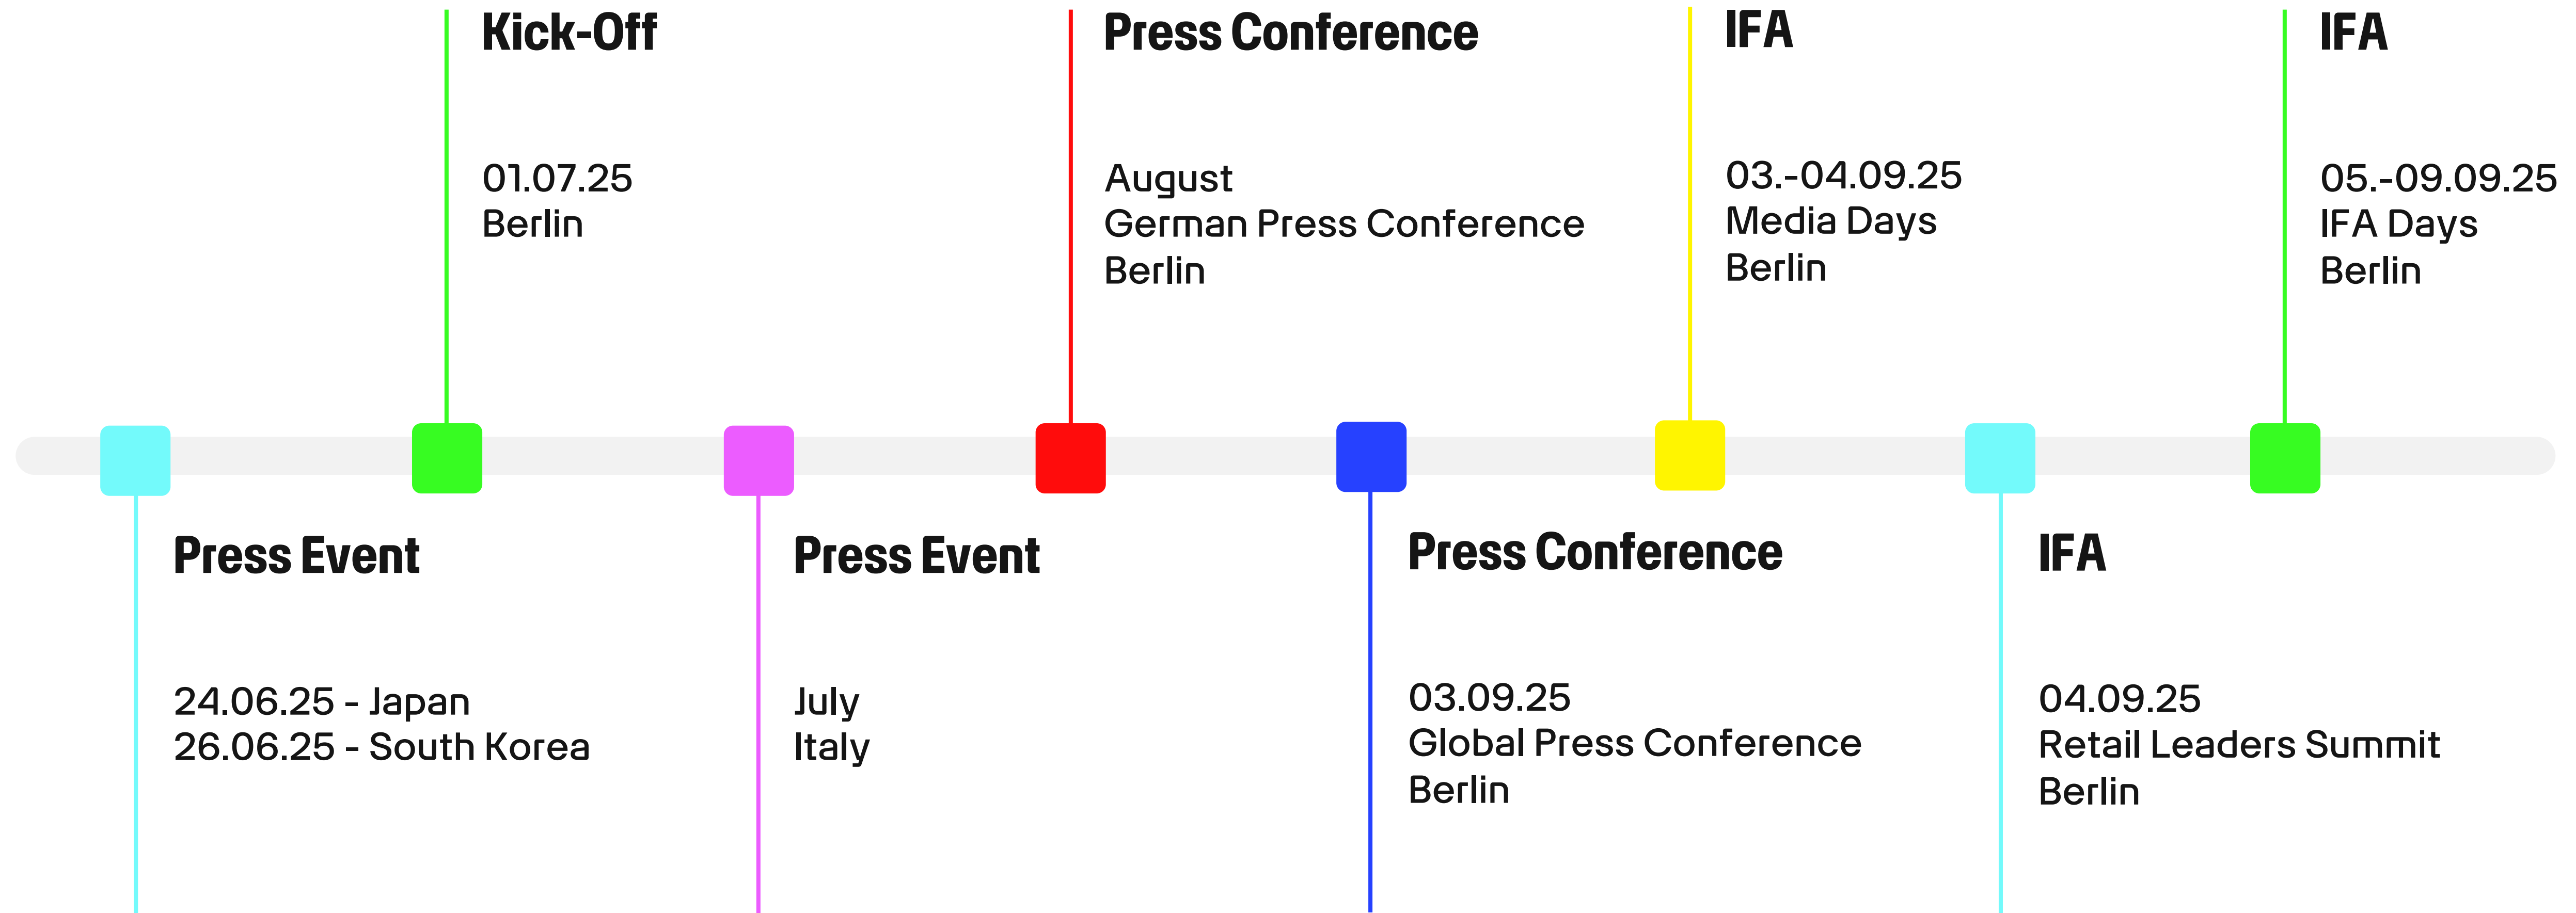 Kick-Off
01.07.25
Berlin
Press Conference
August
German Press Conference
Berlin
IFA
03.-04.09.25
Media Days
Berlin
IFA
05.-09.09.25
IFA Days
Berlin
Press Event
24.06.25 - Japan
26.06.25 - South Korea
Press Event
July
Italy
Press Conference
03.09.25
Global Press Conference
Berlin
IFA
04.09.25
Retail Leaders Summit
Berlin